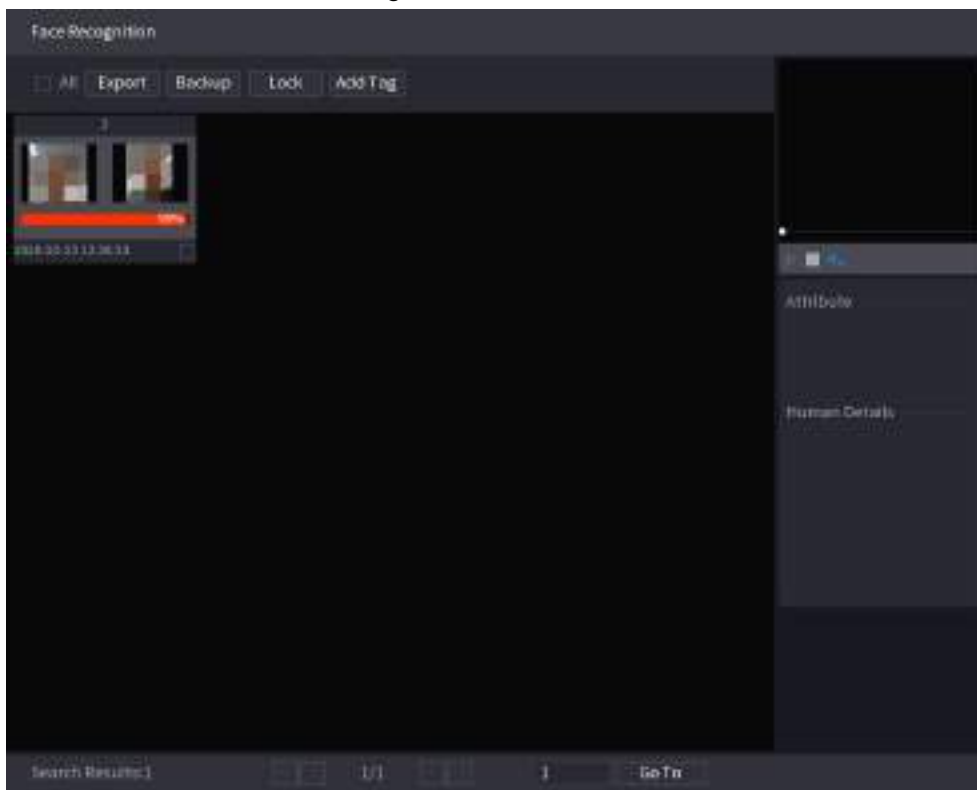 Face Recognition
All Export Backup Lock Add Tag
3
Attribute
Human Details
Search Results:1 1/1 1 Go To